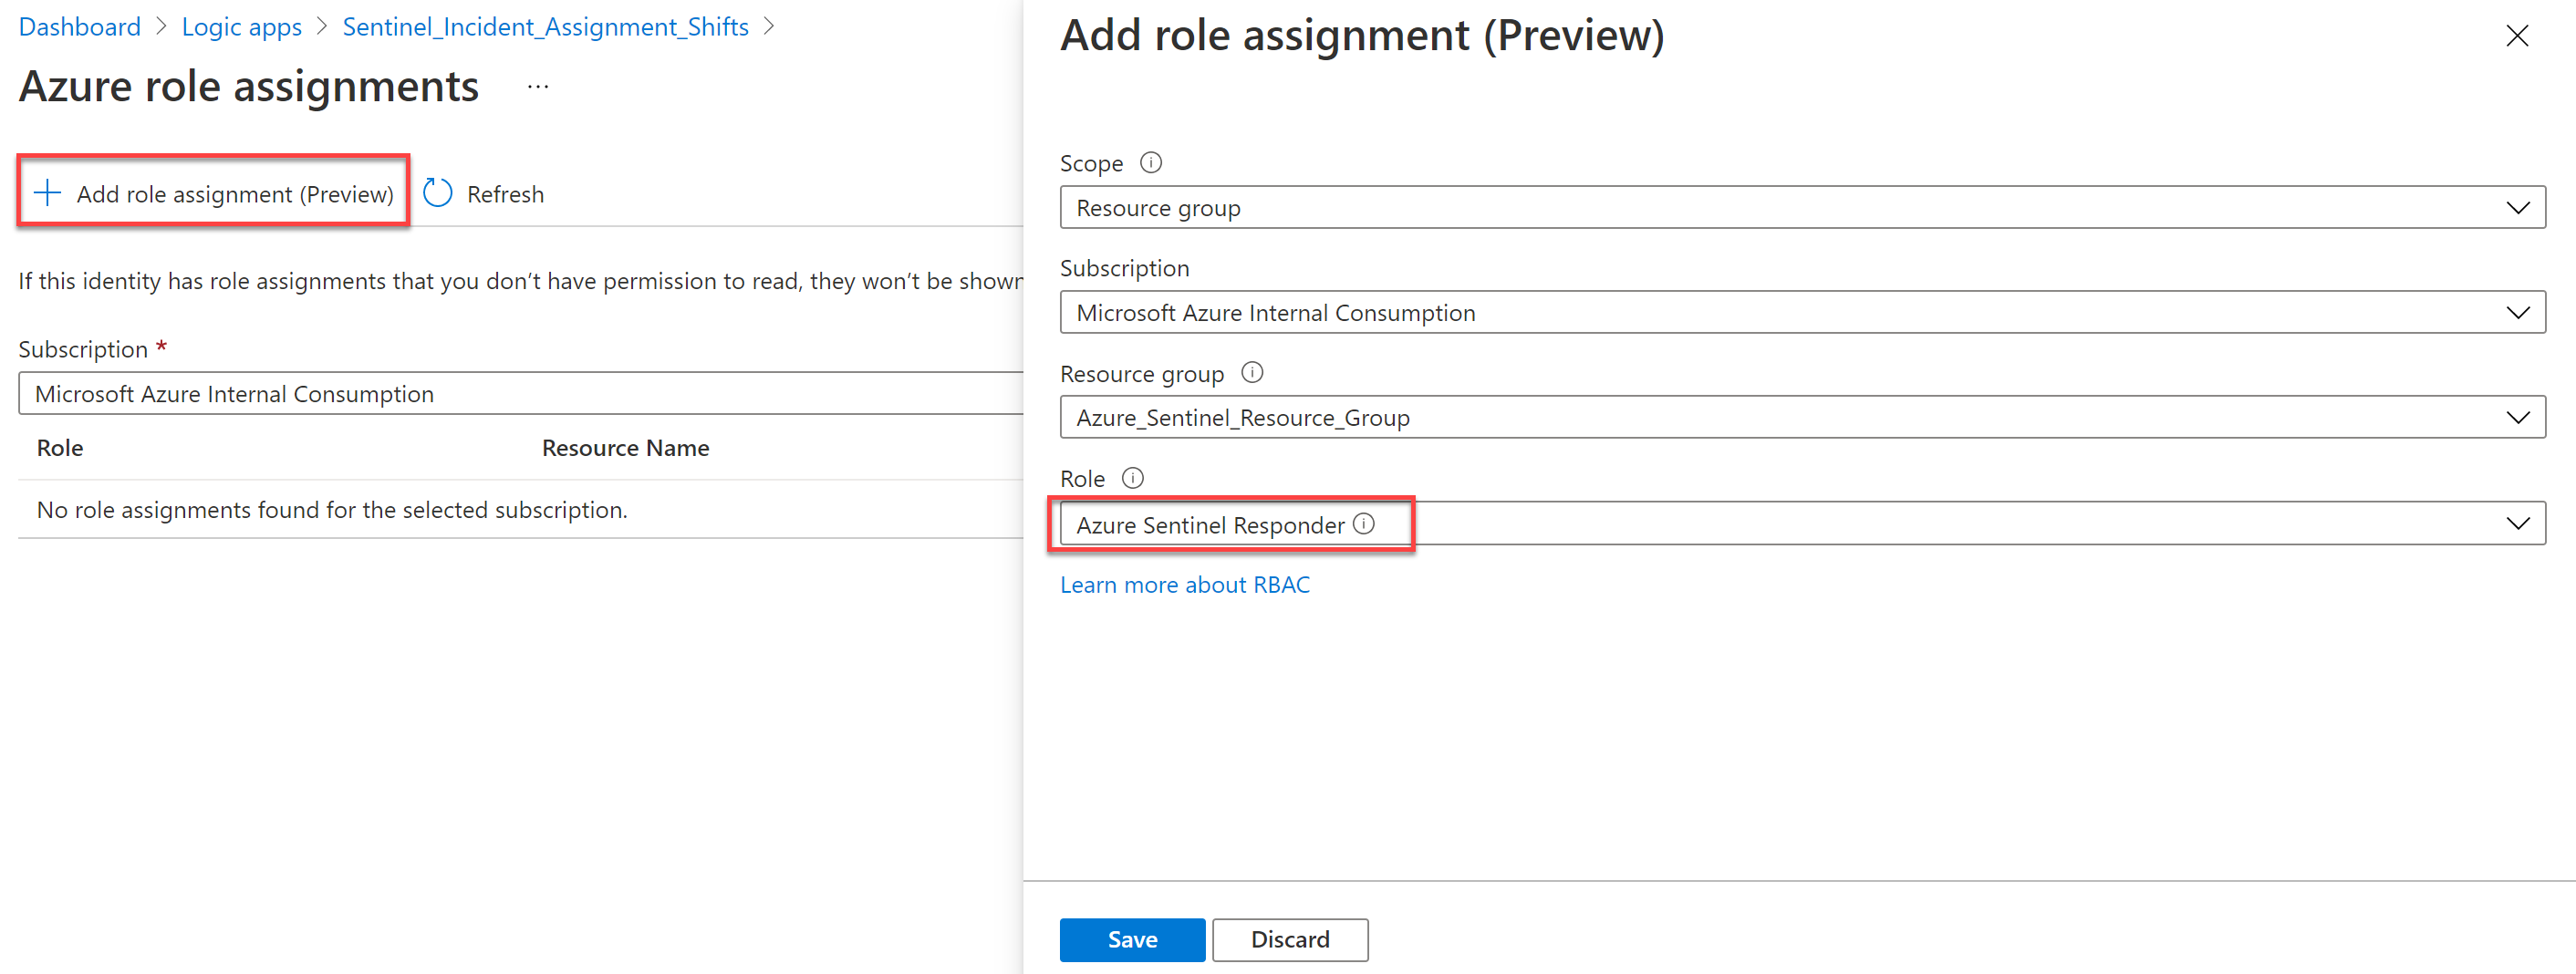 Dashboard > Logic apps > Sentinel_Incident_Assignment_Shifts >
Azure role assignments ...
Add role assignment (Preview) Refresh
If this identity has role assignments that you don’t have permission to read, they won’t be shown
Subscription *
Microsoft Azure Internal Consumption
Role Resource Name
No role assignments found for the selected subscription.
Add role assignment (Preview)
Scope
Resource group
Subscription
Microsoft Azure Internal Consumption
Resource group
Azure_Sentinel_Resource_Group
Role
Azure Sentinel Responder
Learn more about RBAC
Save Discard